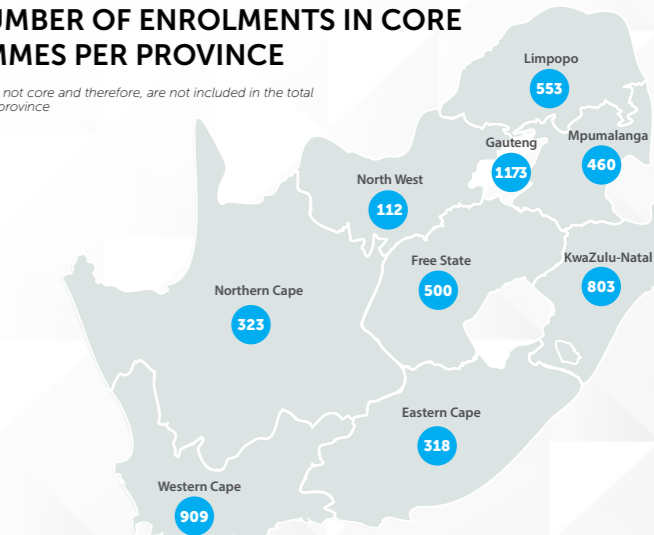 NUMBER OF ENROLMENTS IN CORE
MMES PER PROVINCE
not core and therefore, are not included in the total
province
Limpopo
553
Mpumalanga
460
Gauteng
1173
North West
112
Free State
500
KwaZulu-Natal
803
Northern Cape
323
Eastern Cape
318
Western Cape
909